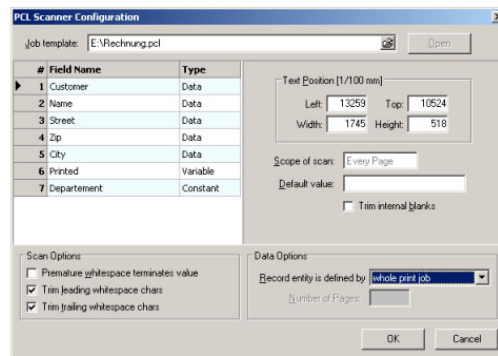 PCL Scanner Configuration
Job template: E:\Rechnung.pcl Open
# Field Name Type
1 Customer Data
2 Name Data
3 Street Data
4 Zip Data
5 City Data
6 Printed Variable
7 Departement Constant
Text Position [1/100 mm]
Left: 13259 Top: 10524
Width: 1745 Height: 518
Scope of scan: Every Page
Default value:
Trim internal blanks
Scan Options
Premature whitespace terminates value
Trim leading whitespace chars
Trim trailing whitespace chars
Data Options
Record entity is defined by whole print job
Number of Pages:
OK Cancel